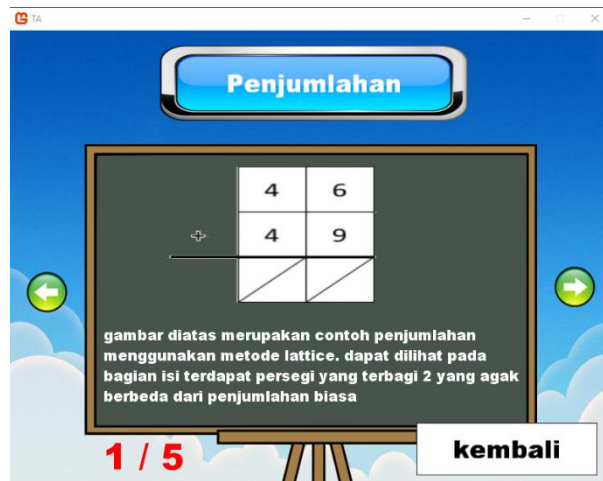 TA
Penjumlahan
4 6
+ 4 9
gambar diatas merupakan contoh penjumlahan
menggunakan metode lattice. dapat dilihat pada
bagian isi terdapat persegi yang terbagi 2 yang agak
berbeda dari penjumlahan biasa
1 / 5
kembali